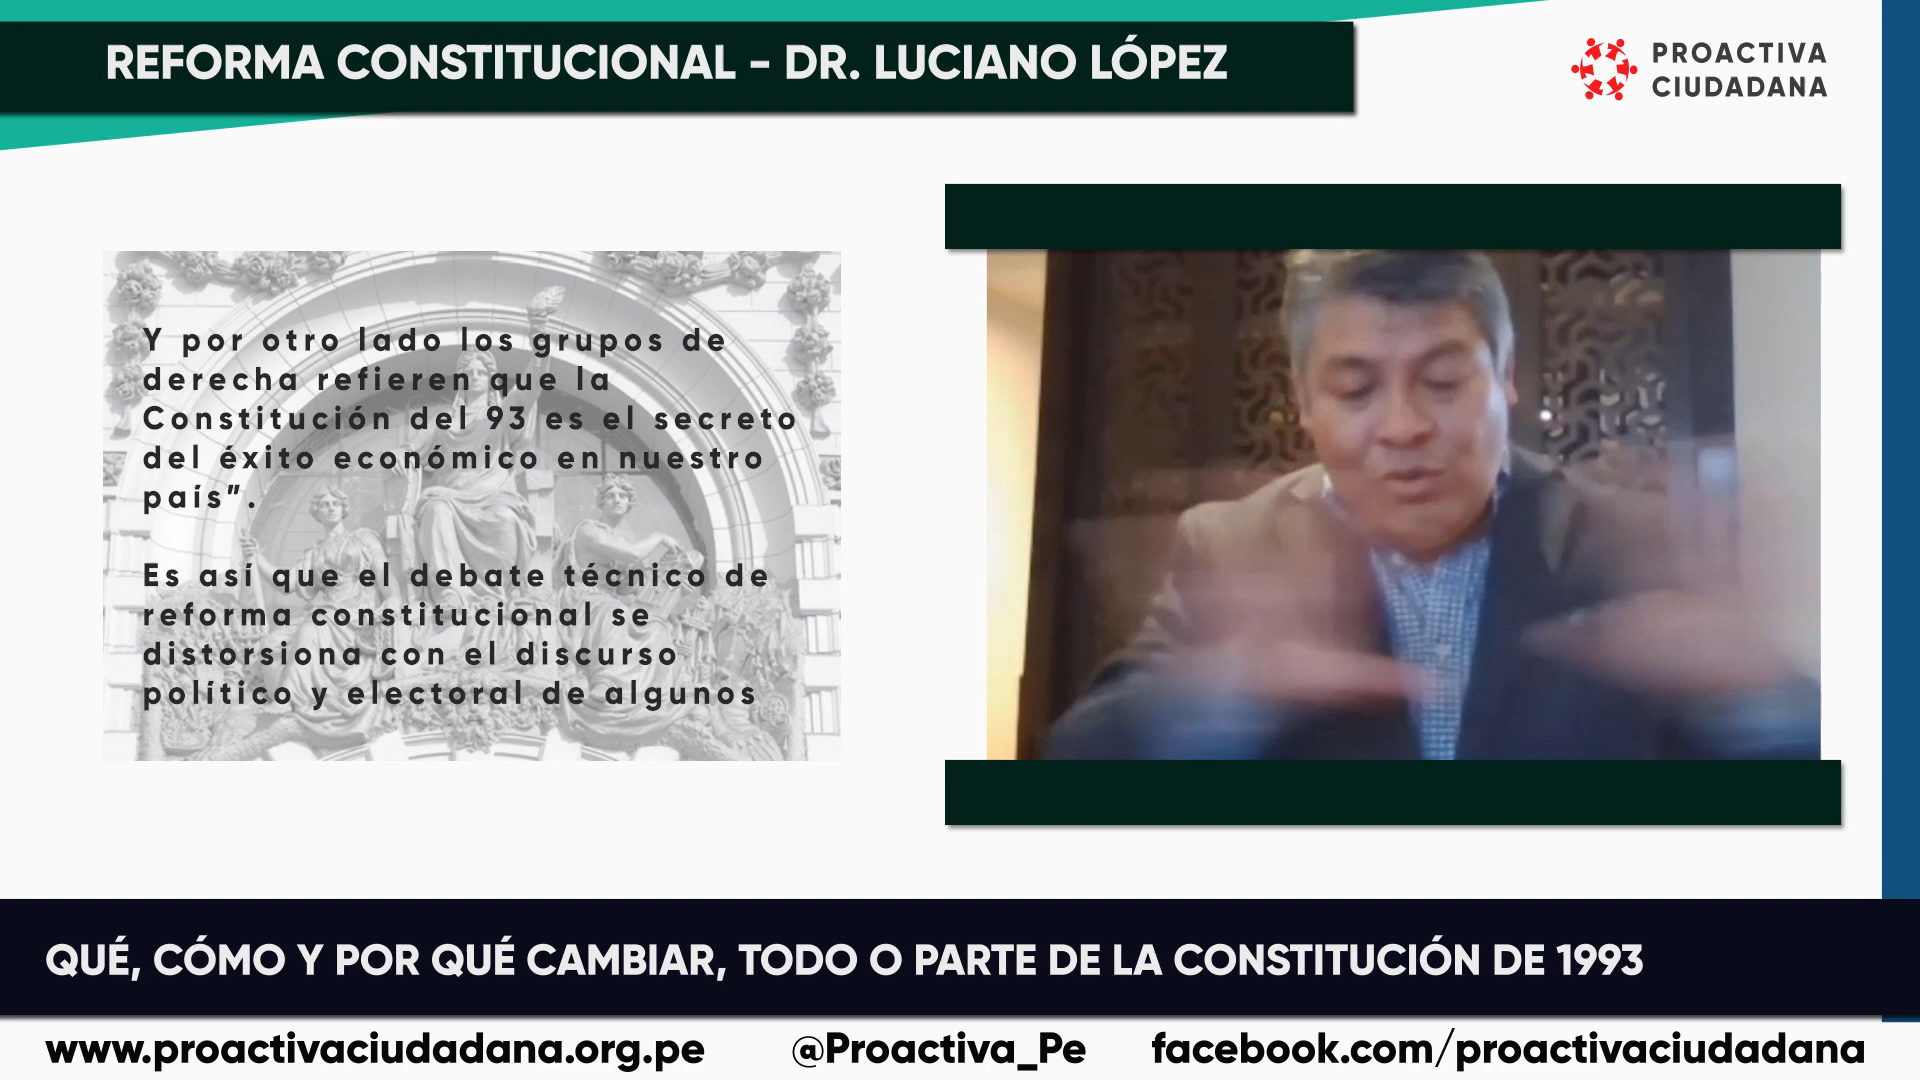 REFORMA CONSTITUCIONAL - DR. LUCIANO LÓPEZ
PROACTIVA
CIUDADANA
Y por otro lado los grupos de
derecha refieren que la
Constitución del 93 es el secreto
del éxito económico en nuestro
país”.
Es así que el debate técnico de
reforma constitucional se
distorsiona con el discurso
político y electoral de algunos
QUÉ, CÓMO Y POR QUÉ CAMBIAR, TODO O PARTE DE LA CONSTITUCIÓN DE 1993
www.proactivaciudadana.org.pe @Proactiva_Pe facebook.com/proactivaciudadana